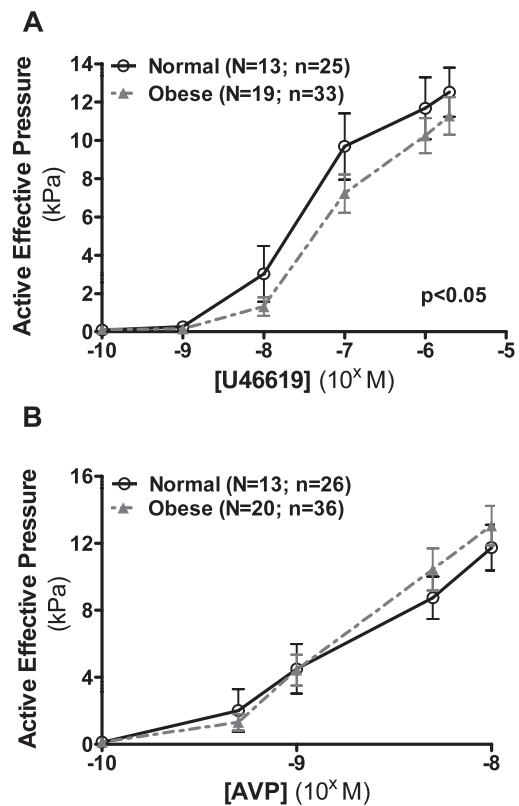 A
Normal (N=13; n=25)
Obese (N=19; n=33)
14
12
10
8
6
4
2
0
Active Effective Pressure
(kPa)
p<0.05
-10
-9
-8
-7
-6
-5
[U46619] (10ˣ M)
B
Normal (N=13; n=26)
Obese (N=20; n=36)
16
12
8
4
0
Active Effective Pressure
(kPa)
-10
-9
-8
[AVP] (10ˣ M)